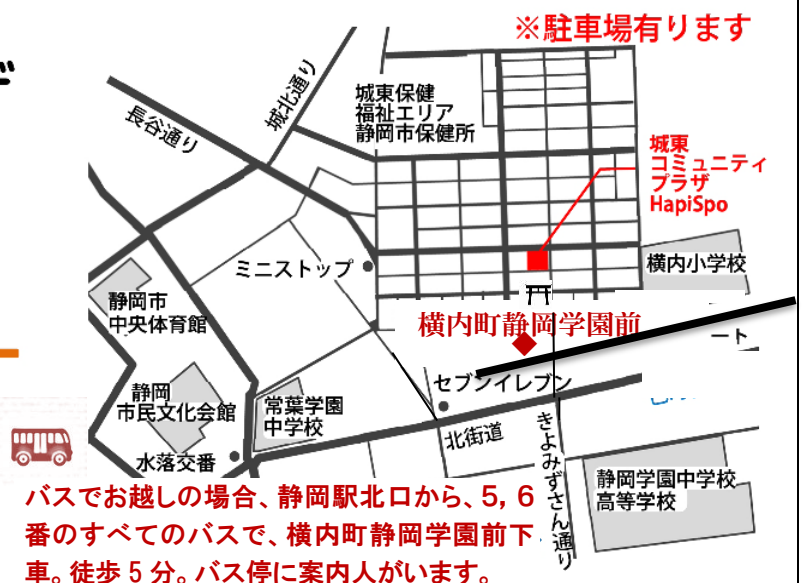 ※駐車場有ります
城北通り
長谷通り
城東保健
福祉エリア
静岡市保健所
城東
コミュニティ
プラザ
HapiSpo
横内小学校
ミニストップ
静岡市
中央体育館
横内町静岡学園前
ート
セブンイレブン
静岡
市民文化会館
常葉学園
中学校
北街道
きよみずさん通り
水落交番
静岡学園中学校
高等学校
バスでお越しの場合、静岡駅北口から、5，6
番のすべてのバスで、横内町静岡学園前下
車。徒歩5分。バス停に案内人がいます。